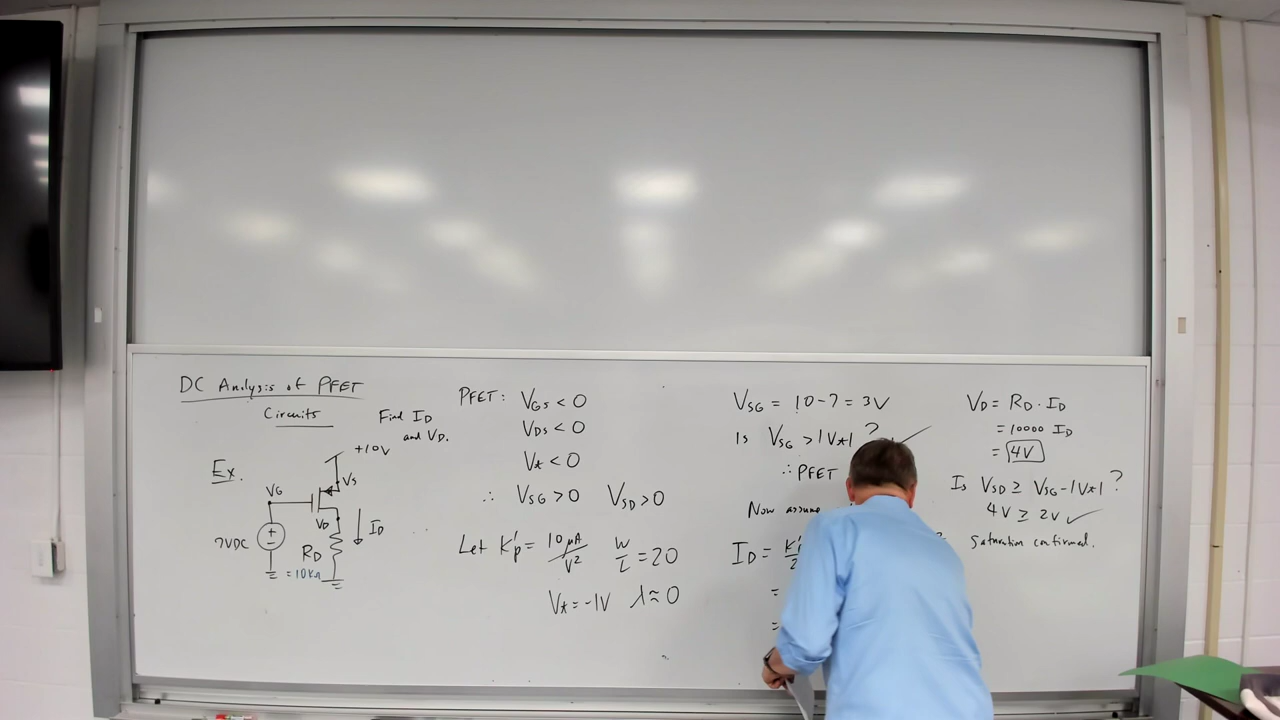 DC Analysis of PFET
Circuits
Find ID
and VD.
Ex.
+10V
VS
VG
VD
ID
7VDC
RD
= 10KΩ
PFET: VGS < 0
VDS < 0
Vt < 0
∴ VSG > 0 VSD > 0
Let K'p = 10 μA / V² W/L = 20
Vt = -1V λ ≈ 0
VSG = 10 - 7 = 3V
Is VSG > |Vt| ? ✓
∴ PFET
Now assume
ID = K'p / 2
=
=
VD = RD · ID
= 10000 ID
= 4V
Is VSD ≥ VSG - |Vt| ?
4V ≥ 2V ✓
Saturation confirmed.